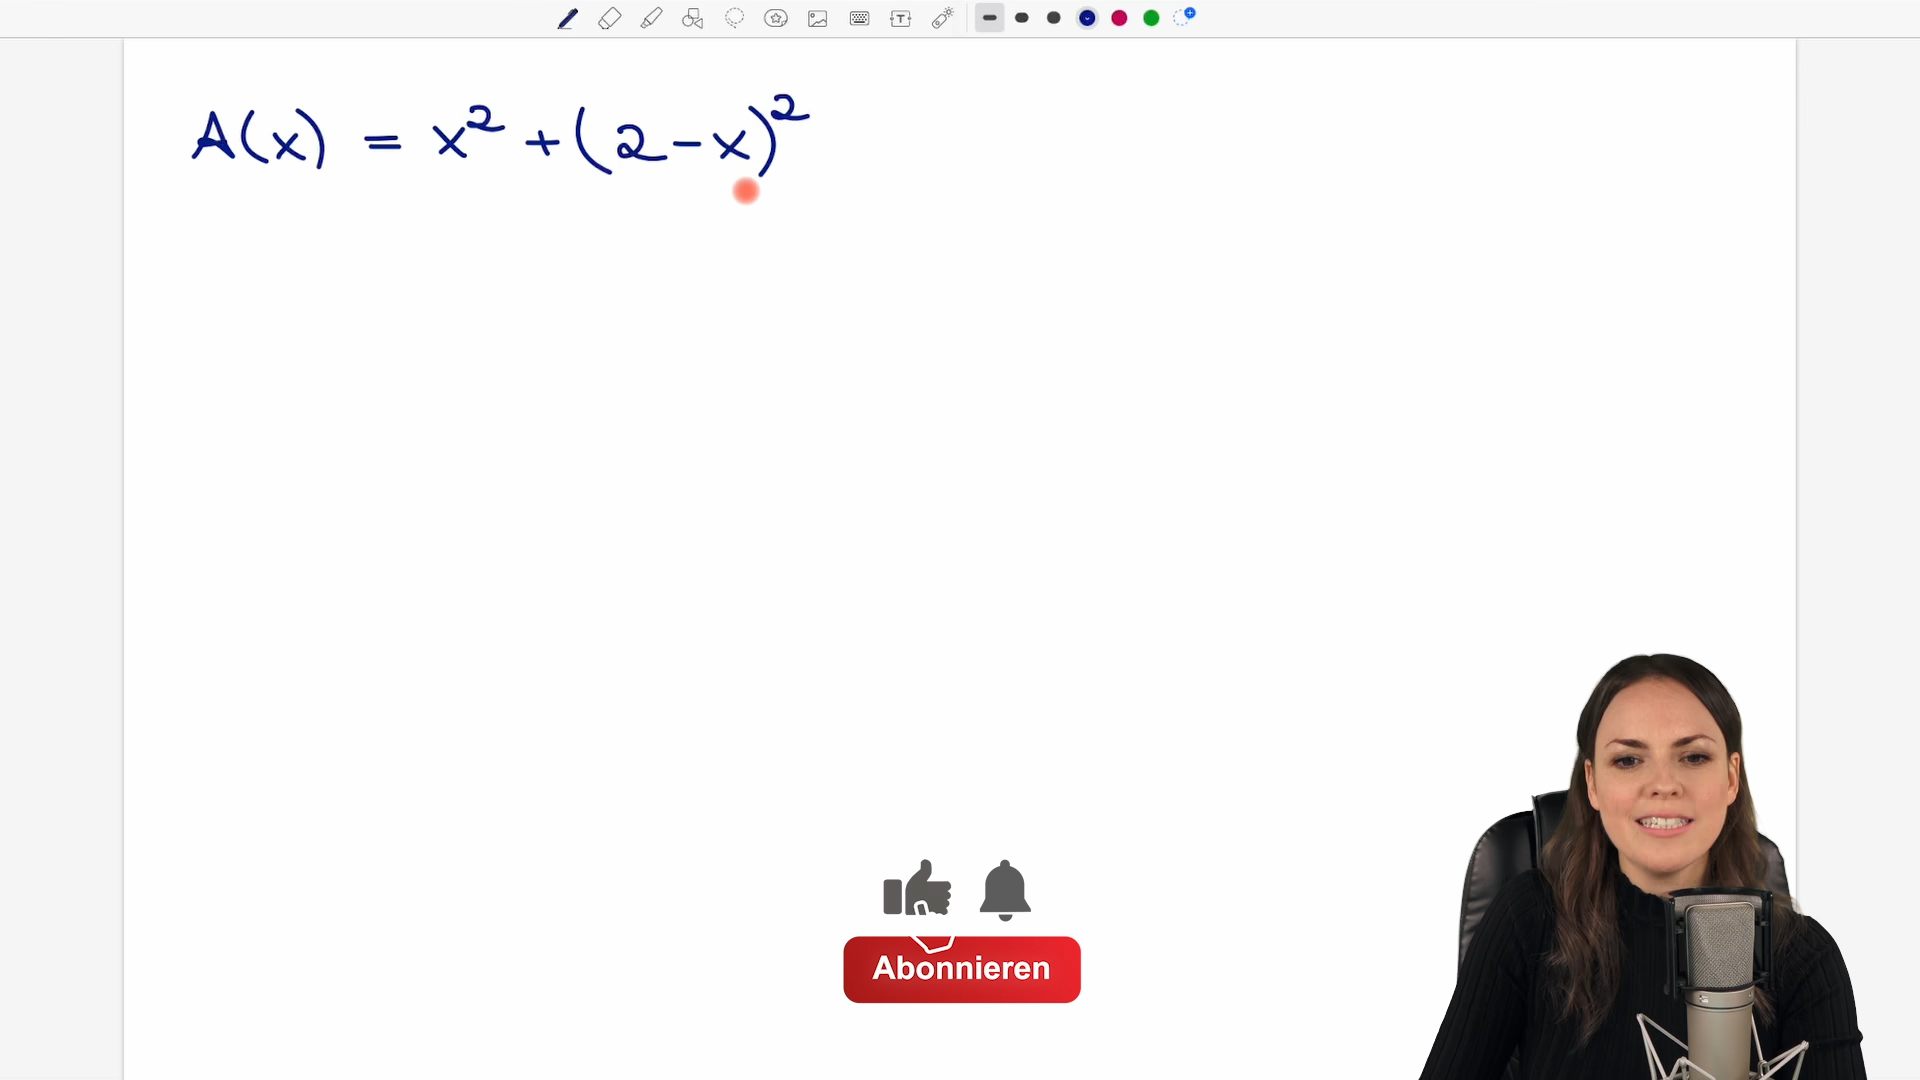 A(x) = x² + (2 - x)²
Abonnieren